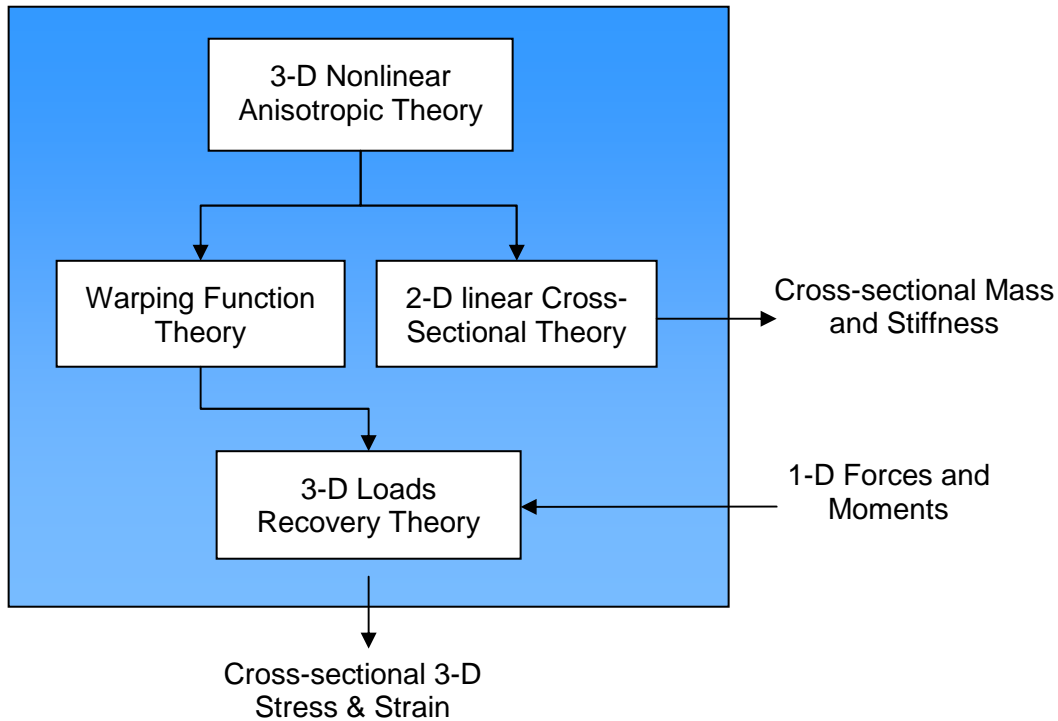 3-D Nonlinear
Anisotropic Theory
Warping Function
Theory
2-D linear Cross-
Sectional Theory
Cross-sectional Mass
and Stiffness
3-D Loads
Recovery Theory
1-D Forces and
Moments
Cross-sectional 3-D
Stress & Strain